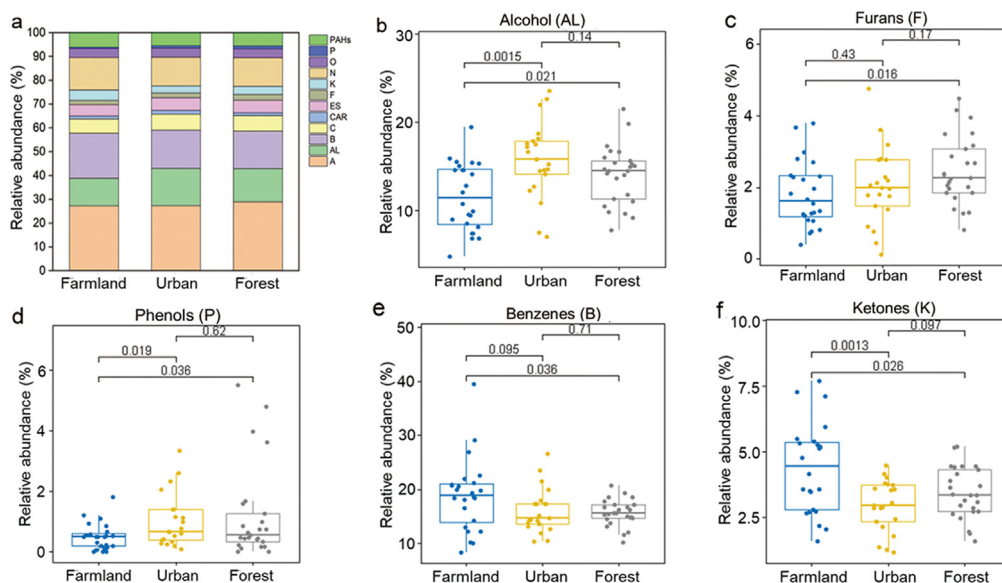 a
Relative abundance (%)
100
90
80
70
60
50
40
30
20
10
0
Farmland Urban Forest
PAHs
P
O
N
K
F
ES
CAR
C
B
AL
A
b
Alcohol (AL)
Relative abundance (%)
30
20
10
0.14
0.0015
0.021
Farmland Urban Forest
c
Furans (F)
Relative abundance (%)
6
4
2
0
0.17
0.43
0.016
Farmland Urban Forest
d
Phenols (P)
Relative abundance (%)
6
4
2
0
0.62
0.019
0.036
Farmland Urban Forest
e
Benzenes (B)
Relative abundance (%)
50
40
30
20
10
0.71
0.095
0.036
Farmland Urban Forest
f
Ketones (K)
Relative abundance (%)
10.0
7.5
5.0
2.5
0.097
0.0013
0.026
Farmland Urban Forest